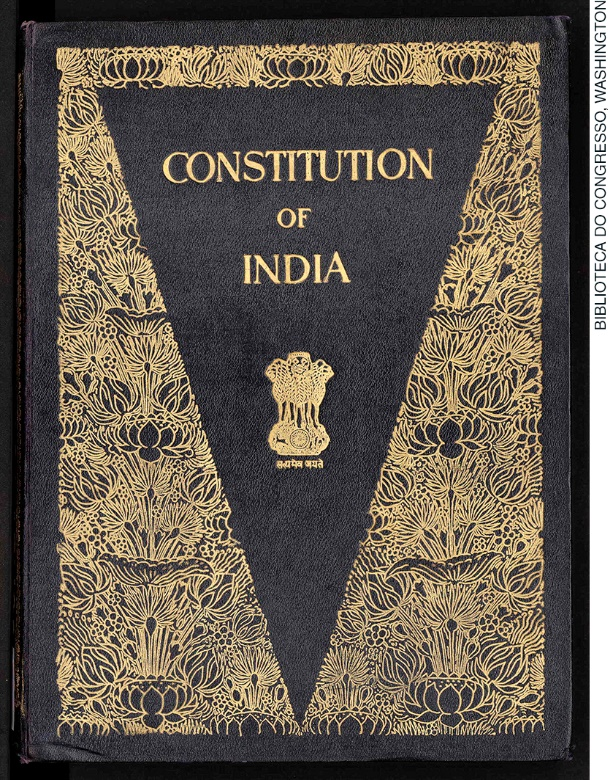 CONSTITUTION
OF
INDIA
सत्यमेव जयते
BIBLIOTECA DO CONGRESSO, WASHINGTON